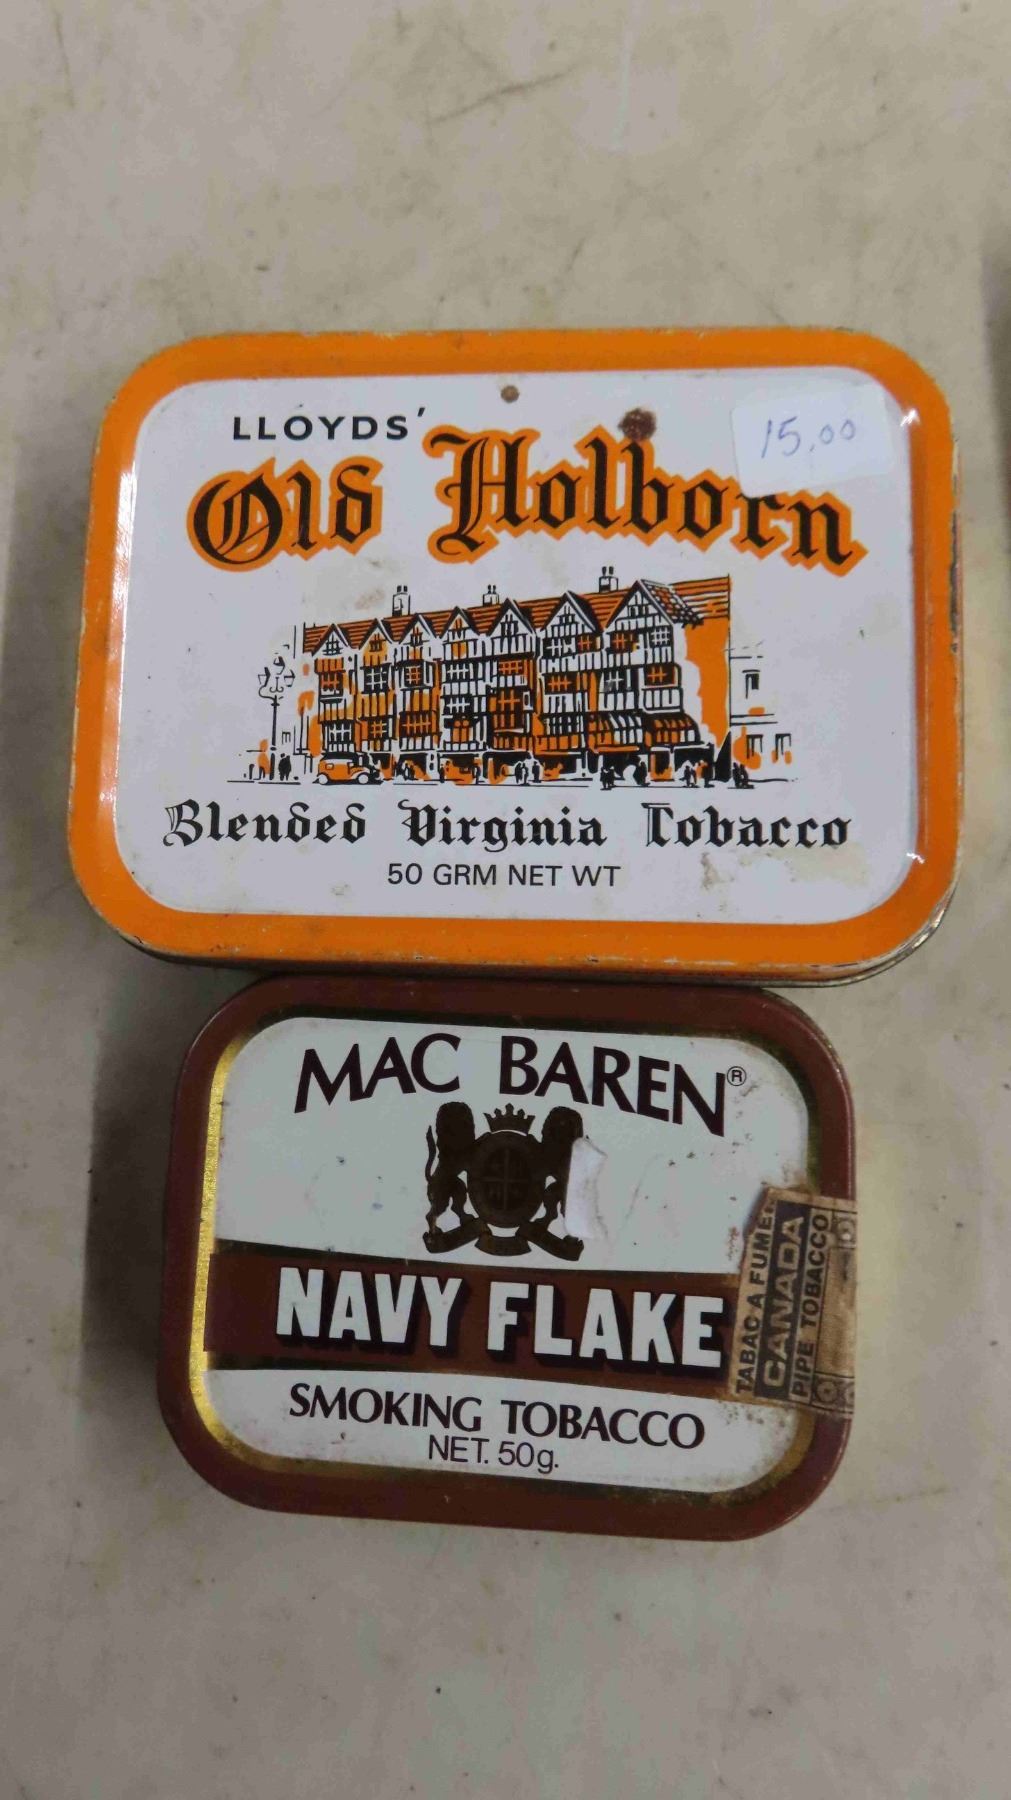 LLOYDS'
15.00
Old Holborn
Blended Virginia Tobacco
50 GRM NET WT
MAC BAREN®
NAVY FLAKE
SMOKING TOBACCO
NET. 50g.
TABAC A FUMER
CANADA
PIPE TOBACCO